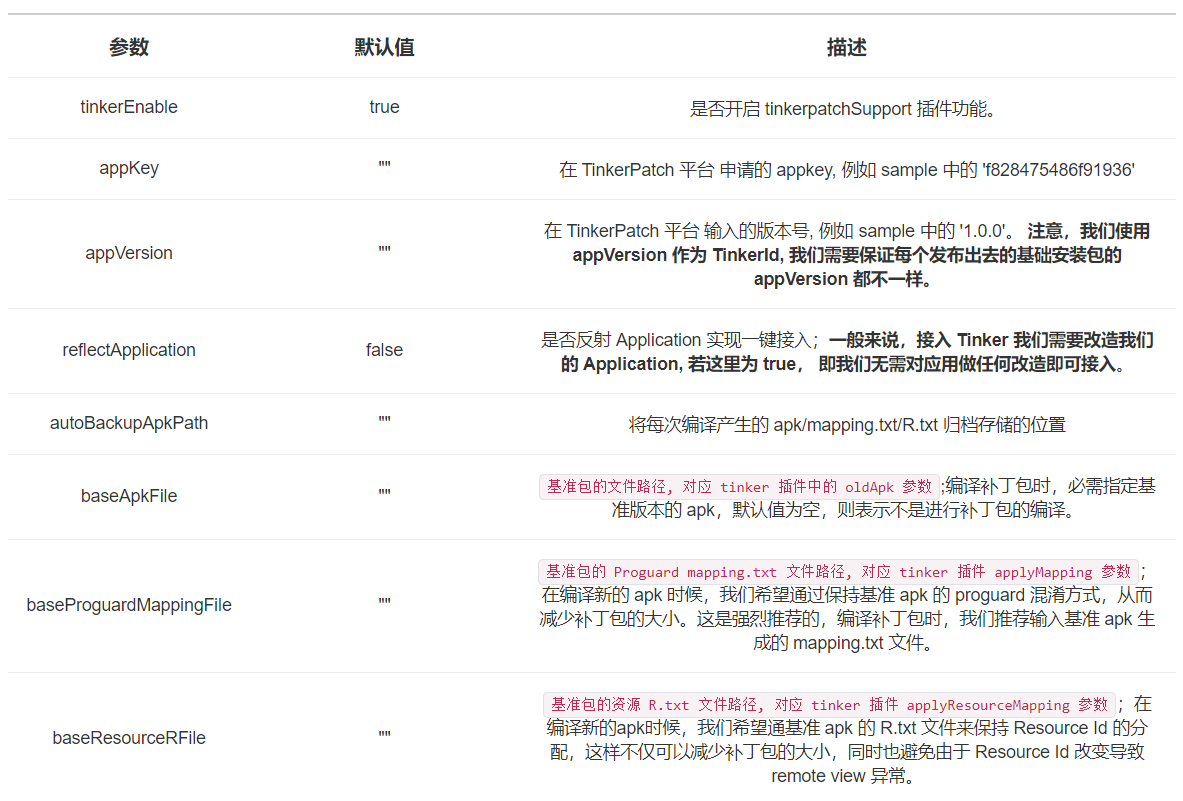 参数 默认值 描述
tinkerEnable true 是否开启 tinkerpatchSupport 插件功能。
appKey "" 在 TinkerPatch 平台 申请的 appkey, 例如 sample 中的 'f828475486f91936'
appVersion "" 在 TinkerPatch 平台 输入的版本号, 例如 sample 中的 '1.0.0'。 注意，我们使用
appVersion 作为 TinkerId, 我们需要保证每个发布出去的基础安装包的
appVersion 都不一样。
reflectApplication false 是否反射 Application 实现一键接入；一般来说，接入 Tinker 我们需要改造我们
的 Application, 若这里为 true， 即我们无需对应用做任何改造即可接入。
autoBackupApkPath "" 将每次编译产生的 apk/mapping.txt/R.txt 归档存储的位置
baseApkFile "" 基准包的文件路径, 对应 tinker 插件中的 oldApk 参数 ;编译补丁包时，必需指定基
准版本的 apk，默认值为空，则表示不是进行补丁包的编译。
baseProguardMappingFile "" 基准包的 Proguard mapping.txt 文件路径, 对应 tinker 插件 applyMapping 参数 ；
在编译新的 apk 时候，我们希望通过保持基准 apk 的 proguard 混淆方式，从而
减少补丁包的大小。这是强烈推荐的，编译补丁包时，我们推荐输入基准 apk 生
成的 mapping.txt 文件。
baseResourceRFile "" 基准包的资源 R.txt 文件路径, 对应 tinker 插件 applyResourceMapping 参数 ；在
编译新的apk时候，我们希望通基准 apk 的 R.txt 文件来保持 Resource Id 的分
配，这样不仅可以减少补丁包的大小，同时也避免由于 Resource Id 改变导致
remote view 异常。